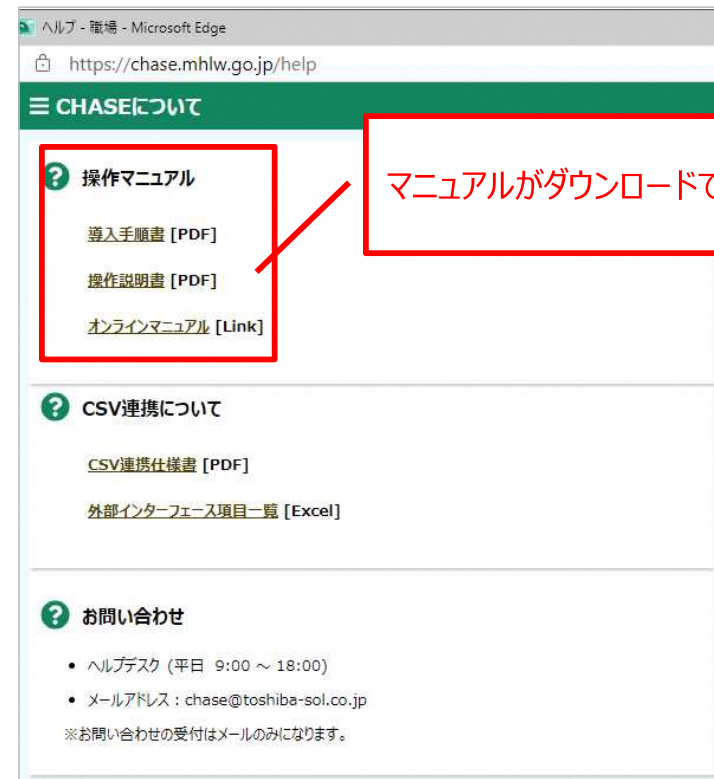 ヘルプ - 職場 - Microsoft Edge
https://chase.mhlw.go.jp/help
☰ CHASEについて
? 操作マニュアル
マニュアルがダウンロードで
導入手順書 [PDF]
操作説明書 [PDF]
オンラインマニュアル [Link]
? CSV連携について
CSV連携仕様書 [PDF]
外部インターフェース項目一覧 [Excel]
? お問い合わせ
• ヘルプデスク (平日 9:00 ～ 18:00)
• メールアドレス : chase@toshiba-sol.co.jp
※お問い合わせの受付はメールのみになります。